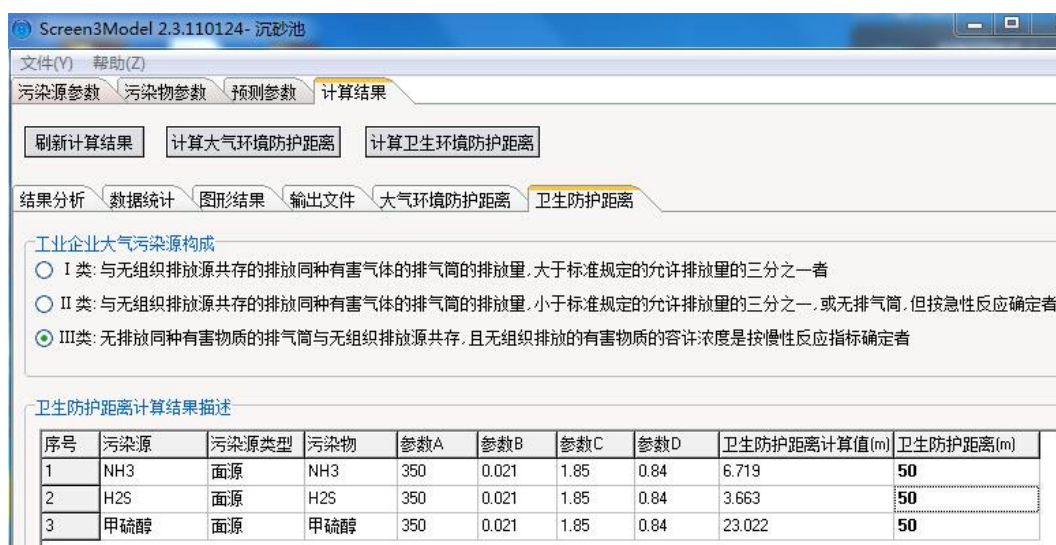 Screen3Model 2.3.110124- 沉砂池
文件(Y) 帮助(Z)
污染源参数 污染物参数 预测参数 计算结果
刷新计算结果 计算大气环境防护距离 计算卫生环境防护距离
结果分析 数据统计 图形结果 输出文件 大气环境防护距离 卫生防护距离
工业企业大气污染源构成
I 类: 与无组织排放源共存的排放同种有害气体的排气筒的排放量,大于标准规定的允许排放量的三分之一者
II 类: 与无组织排放源共存的排放同种有害气体的排气筒的排放量,小于标准规定的允许排放量的三分之一,或无排气筒,但按急性反应确定者
III类: 无排放同种有害物质的排气筒与无组织排放源共存,且无组织排放的有害物质的容许浓度是按慢性反应指标确定者
卫生防护距离计算结果描述
序号 污染源 污染源类型 污染物 参数A 参数B 参数C 参数D 卫生防护距离计算值(m) 卫生防护距离(m)
1 NH3 面源 NH3 350 0.021 1.85 0.84 6.719 50
2 H2S 面源 H2S 350 0.021 1.85 0.84 3.663 50
3 甲硫醇 面源 甲硫醇 350 0.021 1.85 0.84 23.022 50